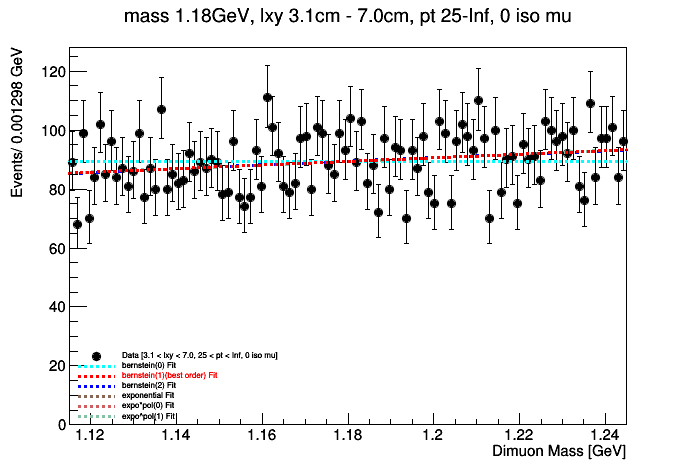 mass 1.18GeV, lxy 3.1cm - 7.0cm, pt 25-Inf, 0 iso mu
Events/ 0.001298 GeV
120
100
80
60
40
20
0
Data [3.1 < lxy < 7.0, 25 < pt < Inf, 0 iso mu]
bernstein(0) Fit
bernstein(1)(best order) Fit
bernstein(2) Fit
exponential Fit
expo*pol(0) Fit
expo*pol(1) Fit
1.12 1.14 1.16 1.18 1.2 1.22 1.24
Dimuon Mass [GeV]